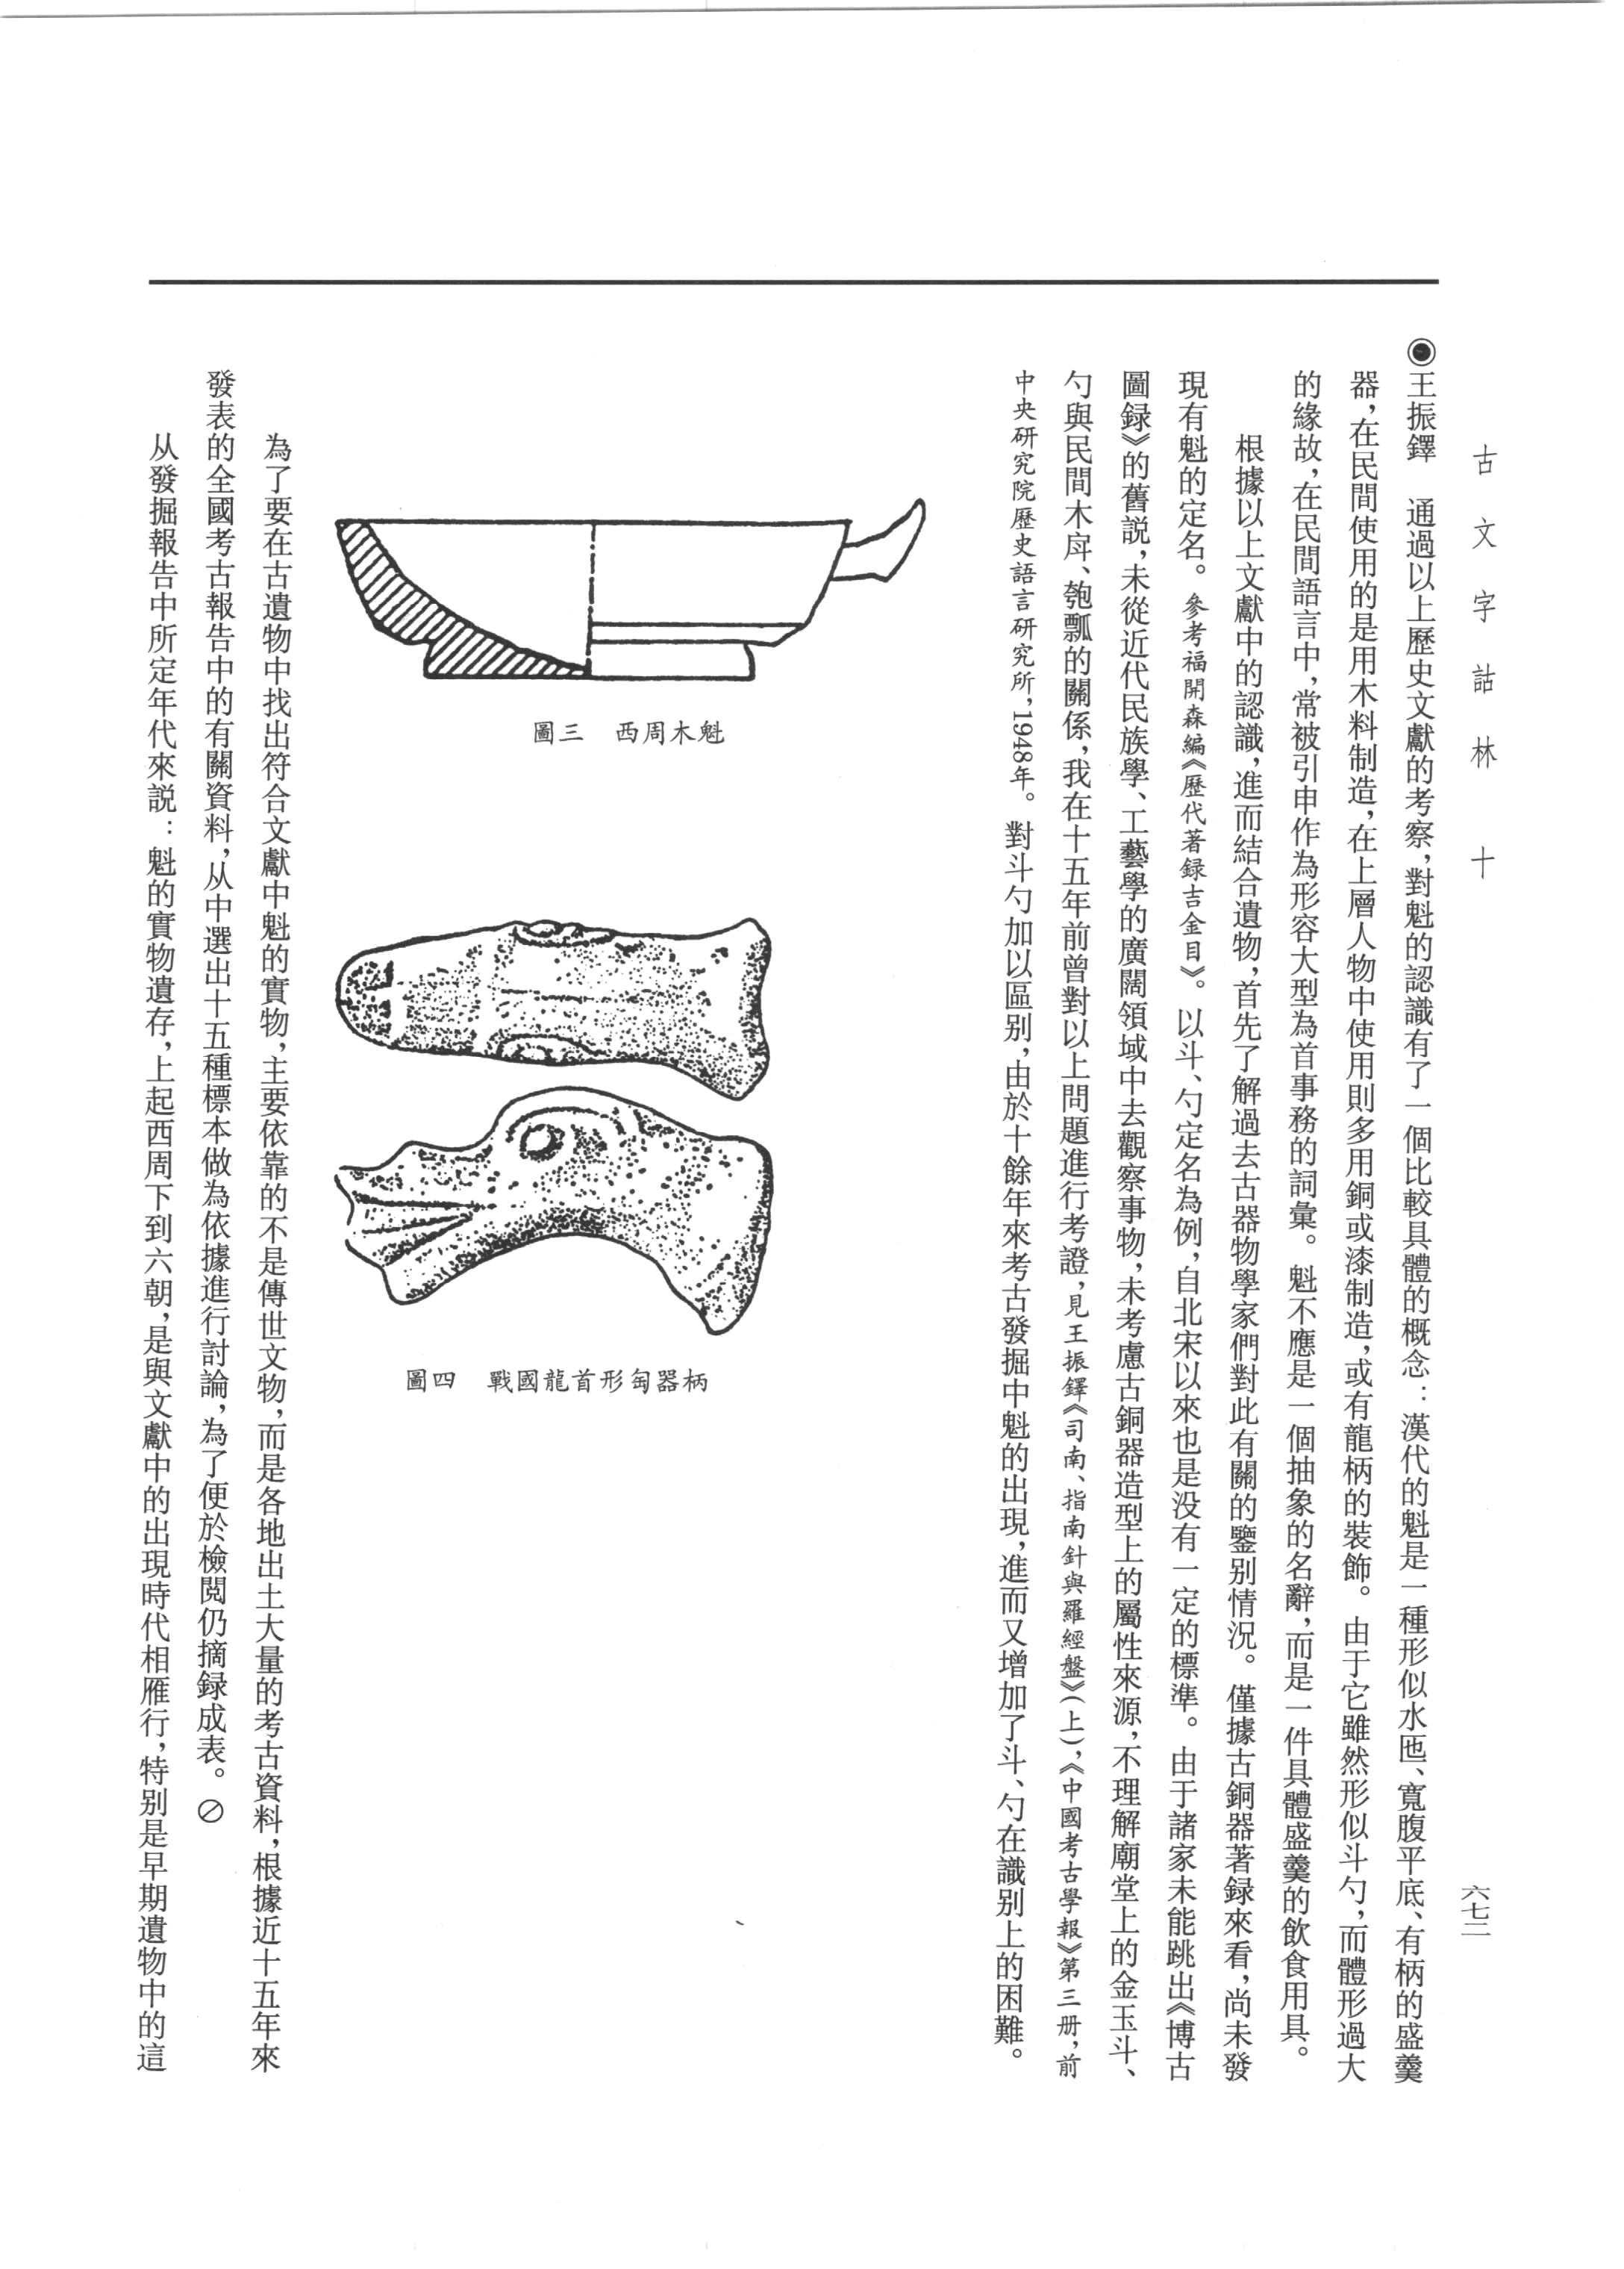 古文字詁林　十
六七二
◉王振鐸　通過以上歷史文獻的考察，對魁的認識有了一個比較具體的概念：漢代的魁是一種形似水匜、寬腹平底、有柄的盛羹
器，在民間使用的是用木料制造，在上層人物中使用則多用銅或漆制造，或有龍柄的裝飾。由于它雖然形似斗勺，而體形過大
的緣故，在民間語言中，常被引申作為形容大型為首事務的詞彙。魁不應是一個抽象的名辭，而是一件具體盛羹的飲食用具。
根據以上文獻中的認識，進而結合遺物，首先了解過去古器物學家們對此有關的鑒別情況。僅據古銅器著録來看，尚未發
現有魁的定名。參考福開森編《歷代著録吉金目》。以斗、勺定名為例，自北宋以來也是没有一定的標準。由于諸家未能跳出《博古
圖録》的舊説，未從近代民族學、工藝學的廣闊領域中去觀察事物，未考慮古銅器造型上的屬性來源，不理解廟堂上的金玉斗、
勺與民間木戽、匏瓢的關係，我在十五年前曾對以上問題進行考證，見王振鐸《司南、指南針與羅經盤》（上），《中國考古學報》第三册，前
中央研究院歷史語言研究所，1948年。對斗勺加以區别，由於十餘年來考古發掘中魁的出現，進而又增加了斗、勺在識别上的困難。
圖三　西周木魁
圖四　戰國龍首形匋器柄
為了要在古遺物中找出符合文獻中魁的實物，主要依靠的不是傳世文物，而是各地出土大量的考古資料，根據近十五年來
發表的全國考古報告中的有關資料，从中選出十五種標本做為依據進行討論，為了便於檢閲仍摘録成表。⊘
从發掘報告中所定年代來説：魁的實物遺存，上起西周下到六朝，是與文獻中的出現時代相雁行，特别是早期遺物中的這